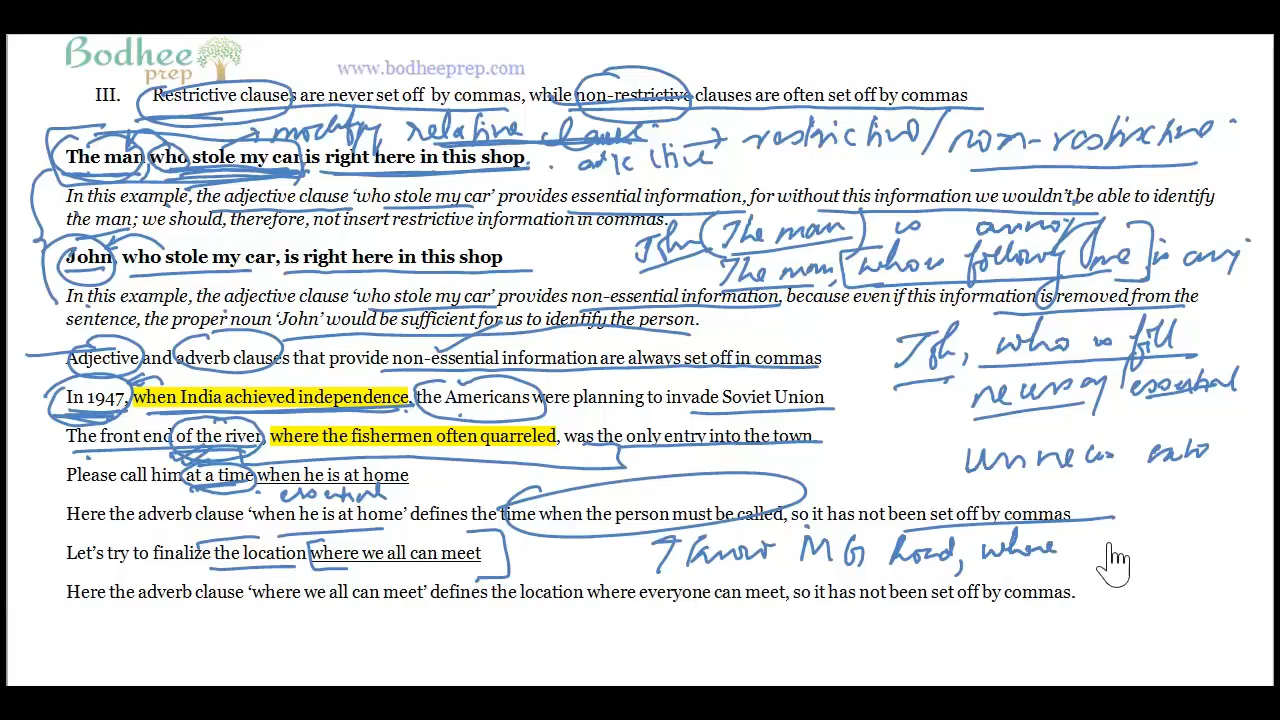 Bodhee
prep
www.bodheeprep.com
III. Restrictive clauses are never set off by commas, while non-restrictive clauses are often set off by commas
→ modify relative clause → restrictive/non-restrictive
The man who stole my car is right here in this shop.
In this example, the adjective clause 'who stole my car' provides essential information, for without this information we wouldn't be able to identify
the man; we should, therefore, not insert restrictive information in commas.
John (The man) is
The man, who is following me is
John, who stole my car, is right here in this shop
In this example, the adjective clause 'who stole my car' provides non-essential information, because even if this information is removed from the
sentence, the proper noun 'John' would be sufficient for us to identify the person.
who is
Adjective and adverb clauses that provide non-essential information are always set off in commas
essential
In 1947, when India achieved independence, the Americans were planning to invade Soviet Union
The front end of the river, where the fishermen often quarreled, was the only entry into the town
Please call him at a time when he is at home
essential
Here the adverb clause 'when he is at home' defines the time when the person must be called, so it has not been set off by commas
Let's try to finalize the location where we all can meet
I know MG Road, where
Here the adverb clause 'where we all can meet' defines the location where everyone can meet, so it has not been set off by commas.